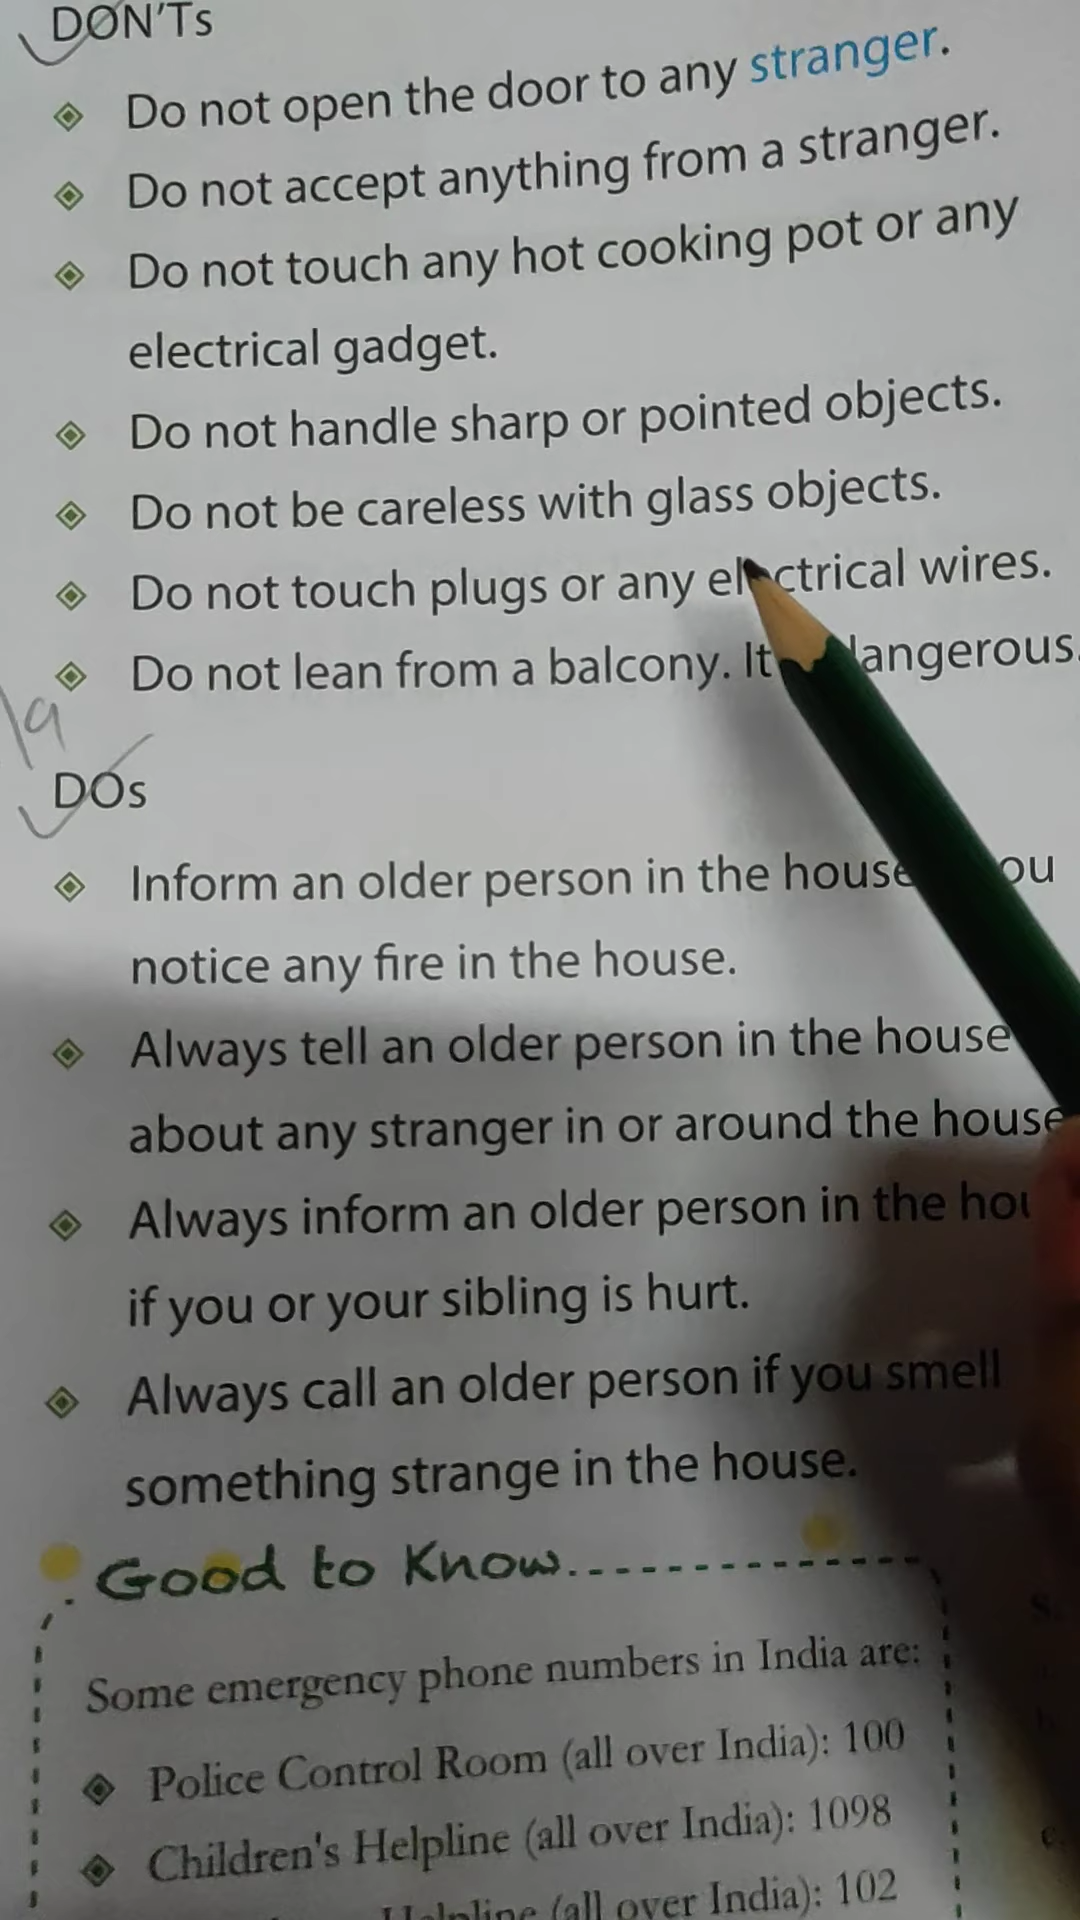 DON'Ts
Do not open the door to any stranger.
Do not accept anything from a stranger.
Do not touch any hot cooking pot or any
electrical gadget.
Do not handle sharp or pointed objects.
Do not be careless with glass objects.
Do not touch plugs or any electrical wires.
Do not lean from a balcony. It dangerous.
19
DOs
Inform an older person in the house you
notice any fire in the house.
Always tell an older person in the house
about any stranger in or around the house
Always inform an older person in the
if you or your sibling is hurt.
Always call an older person if you smell
something strange in the house.
Good to Know
Some emergency phone numbers in India are:
Police Control Room (all over India): 100
Children's Helpline (all over India): 1098
Helpline (all over India): 102